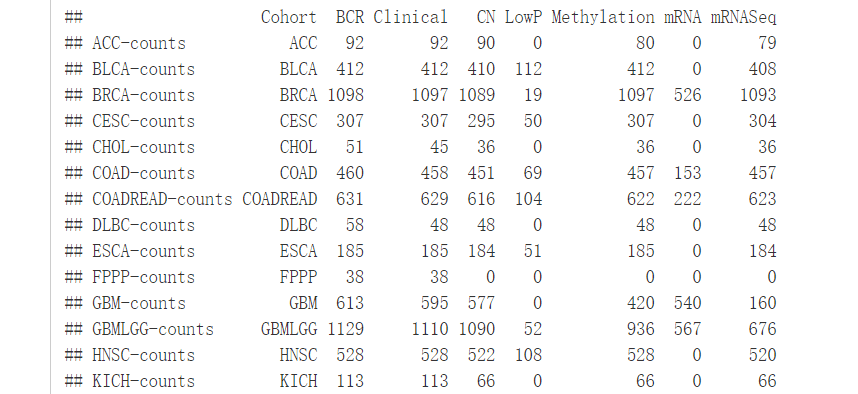 ## Cohort BCR Clinical CN LowP Methylation mRNA mRNASeq
## ACC-counts ACC 92 92 90 0 80 0 79
## BLCA-counts BLCA 412 412 410 112 412 0 408
## BRCA-counts BRCA 1098 1097 1089 19 1097 526 1093
## CESC-counts CESC 307 307 295 50 307 0 304
## CHOL-counts CHOL 51 45 36 0 36 0 36
## COAD-counts COAD 460 458 451 69 457 153 457
## COADREAD-counts COADREAD 631 629 616 104 622 222 623
## DLBC-counts DLBC 58 48 48 0 48 0 48
## ESCA-counts ESCA 185 185 184 51 185 0 184
## FPPP-counts FPPP 38 38 0 0 0 0 0
## GBM-counts GBM 613 595 577 0 420 540 160
## GBMLGG-counts GBMLGG 1129 1110 1090 52 936 567 676
## HNSC-counts HNSC 528 528 522 108 528 0 520
## KICH-counts KICH 113 113 66 0 66 0 66